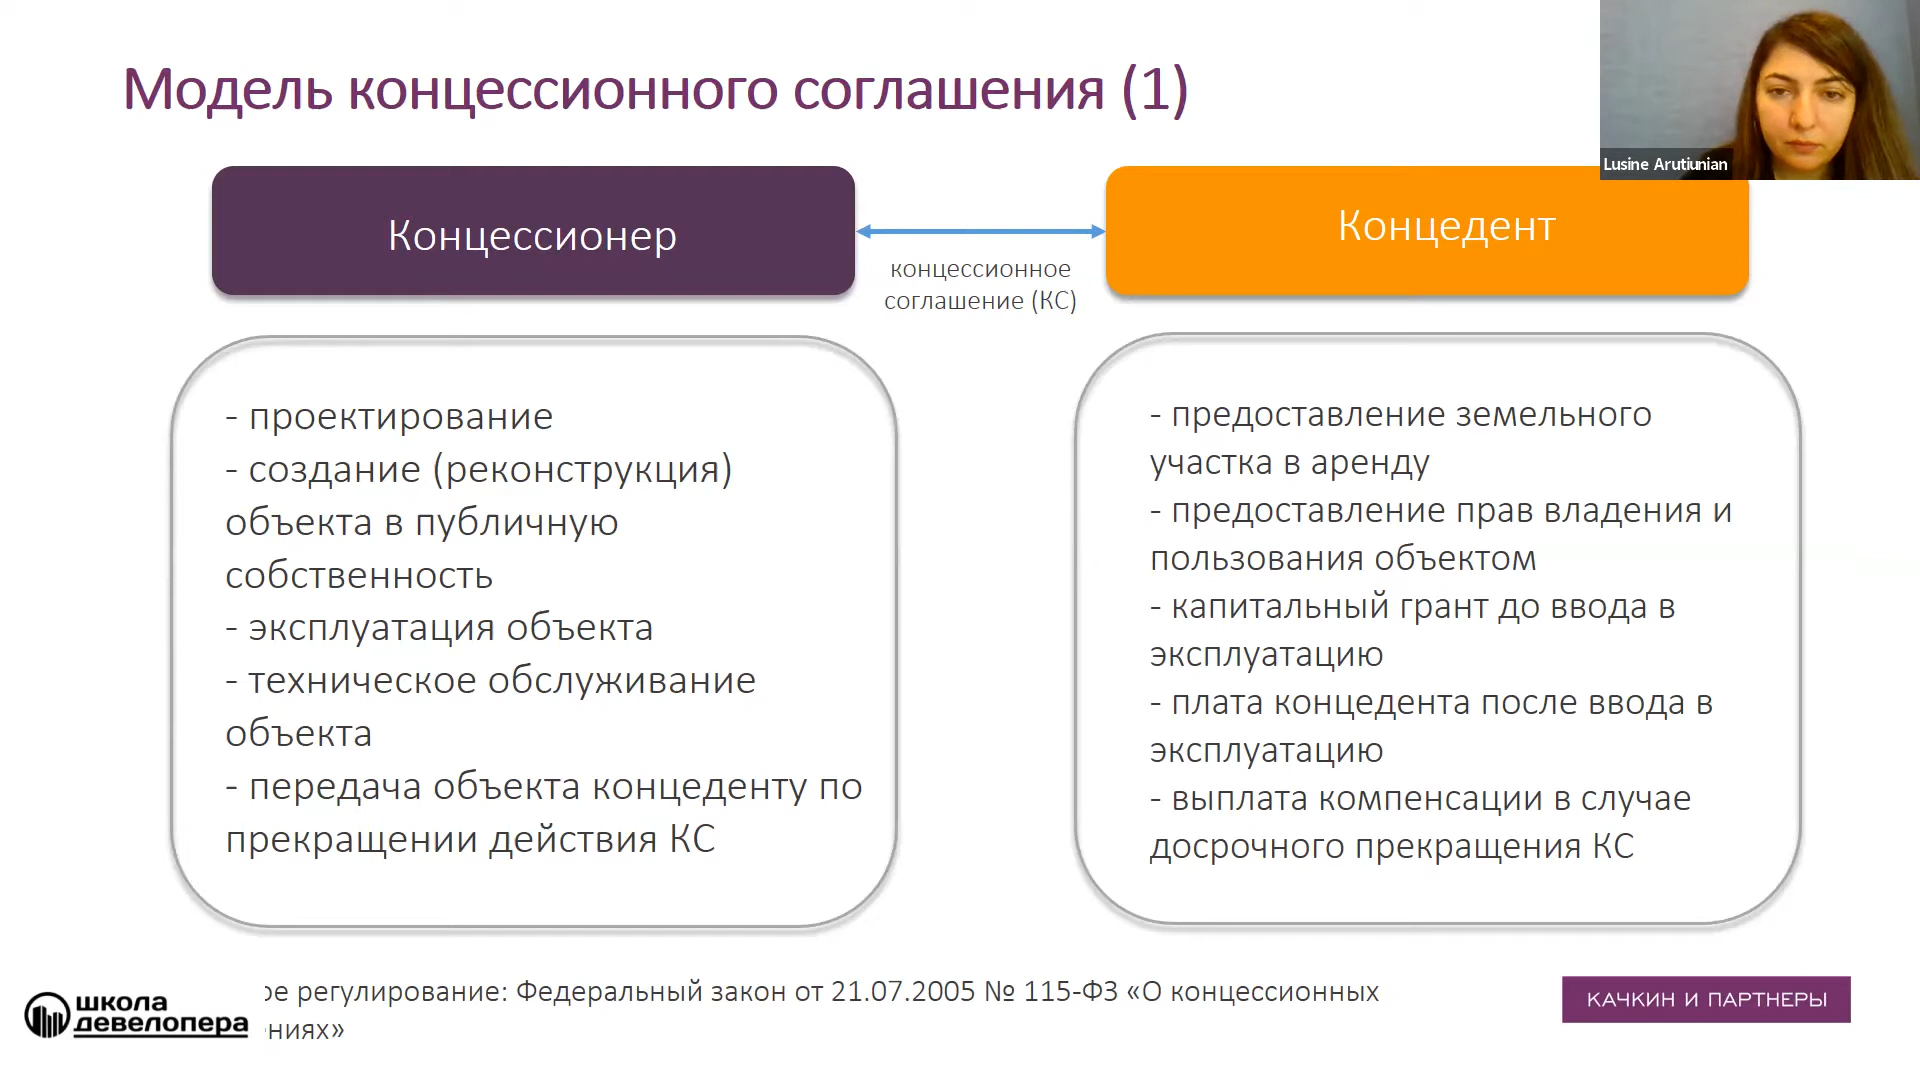 Модель концессионного соглашения (1)
Lusine Arutiunian
Концессионер
концессионное
соглашение (КС)
Концедент
- проектирование
- создание (реконструкция)
объекта в публичную
собственность
- эксплуатация объекта
- техническое обслуживание
объекта
- передача объекта концеденту по
прекращении действия КС
- предоставление земельного
участка в аренду
- предоставление прав владения и
пользования объектом
- капитальный грант до ввода в
эксплуатацию
- плата концедента после ввода в
эксплуатацию
- выплата компенсации в случае
досрочного прекращения КС
школа
девелопера
регулирование: Федеральный закон от 21.07.2005 № 115-ФЗ «О концессионных
ниях»
КАЧКИН И ПАРТНЕРЫ